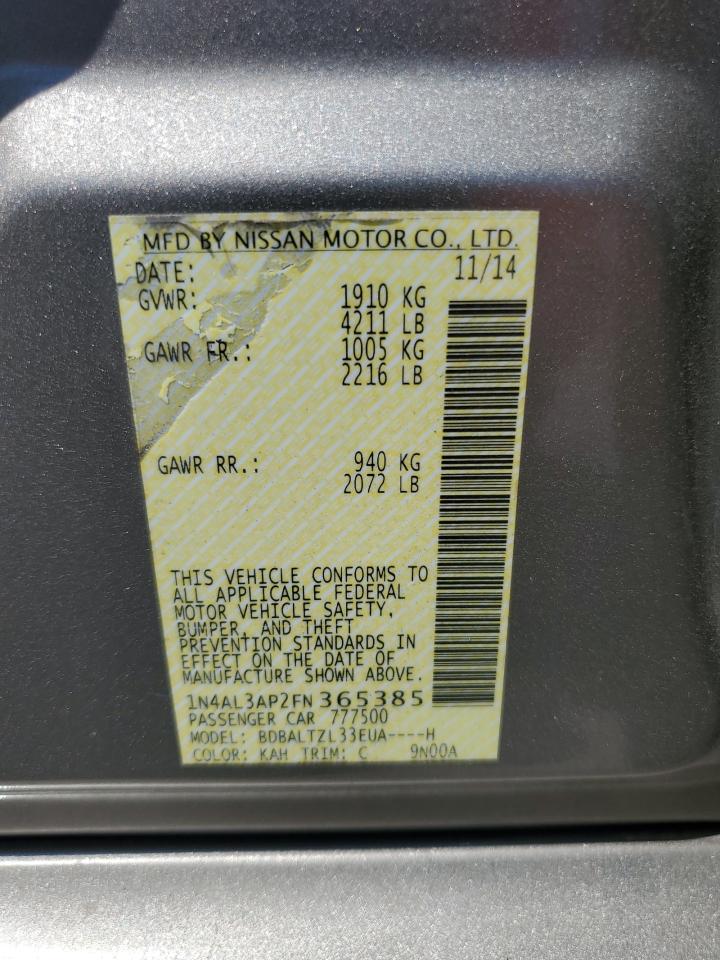 MFD BY NISSAN MOTOR CO., LTD.
DATE: 11/14
GVWR: 1910 KG
4211 LB
GAWR FR.: 1005 KG
2216 LB
GAWR RR.: 940 KG
2072 LB
THIS VEHICLE CONFORMS TO
ALL APPLICABLE FEDERAL
MOTOR VEHICLE SAFETY,
BUMPER, AND THEFT
PREVENTION STANDARDS IN
EFFECT ON THE DATE OF
MANUFACTURE SHOWN ABOVE.
1N4AL3AP2FN 365385
PASSENGER CAR 777500
MODEL: BDBALTZL33EUA----H
COLOR: KAH TRIM: C 9N00A